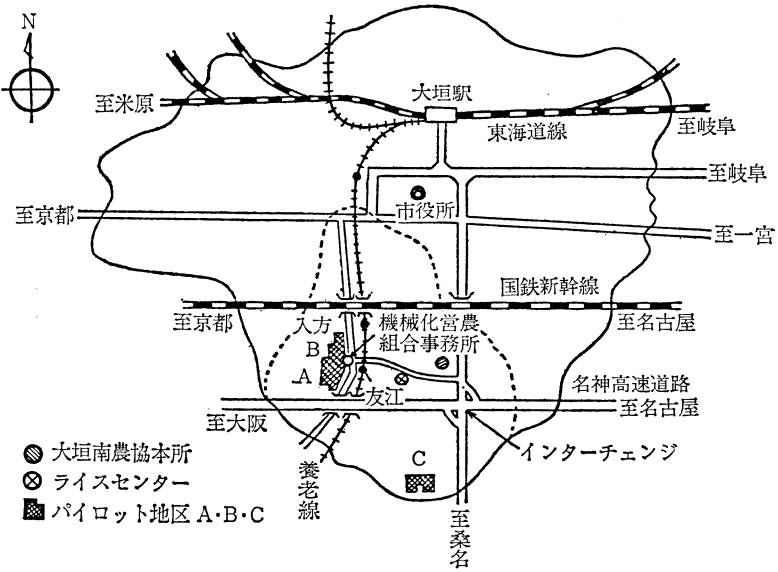 N
大垣駅
至米原
東海道線
至岐阜
至岐阜
市役所
至京都
至一宮
国鉄新幹線
至京都
入方
機械化営農
組合事務所
至名古屋
B
A
名神高速道路
友江
至名古屋
至大阪
インターチェンジ
大垣南農協本所
C
ライスセンター
養老線
パイロット地区A・B・C
至桑名